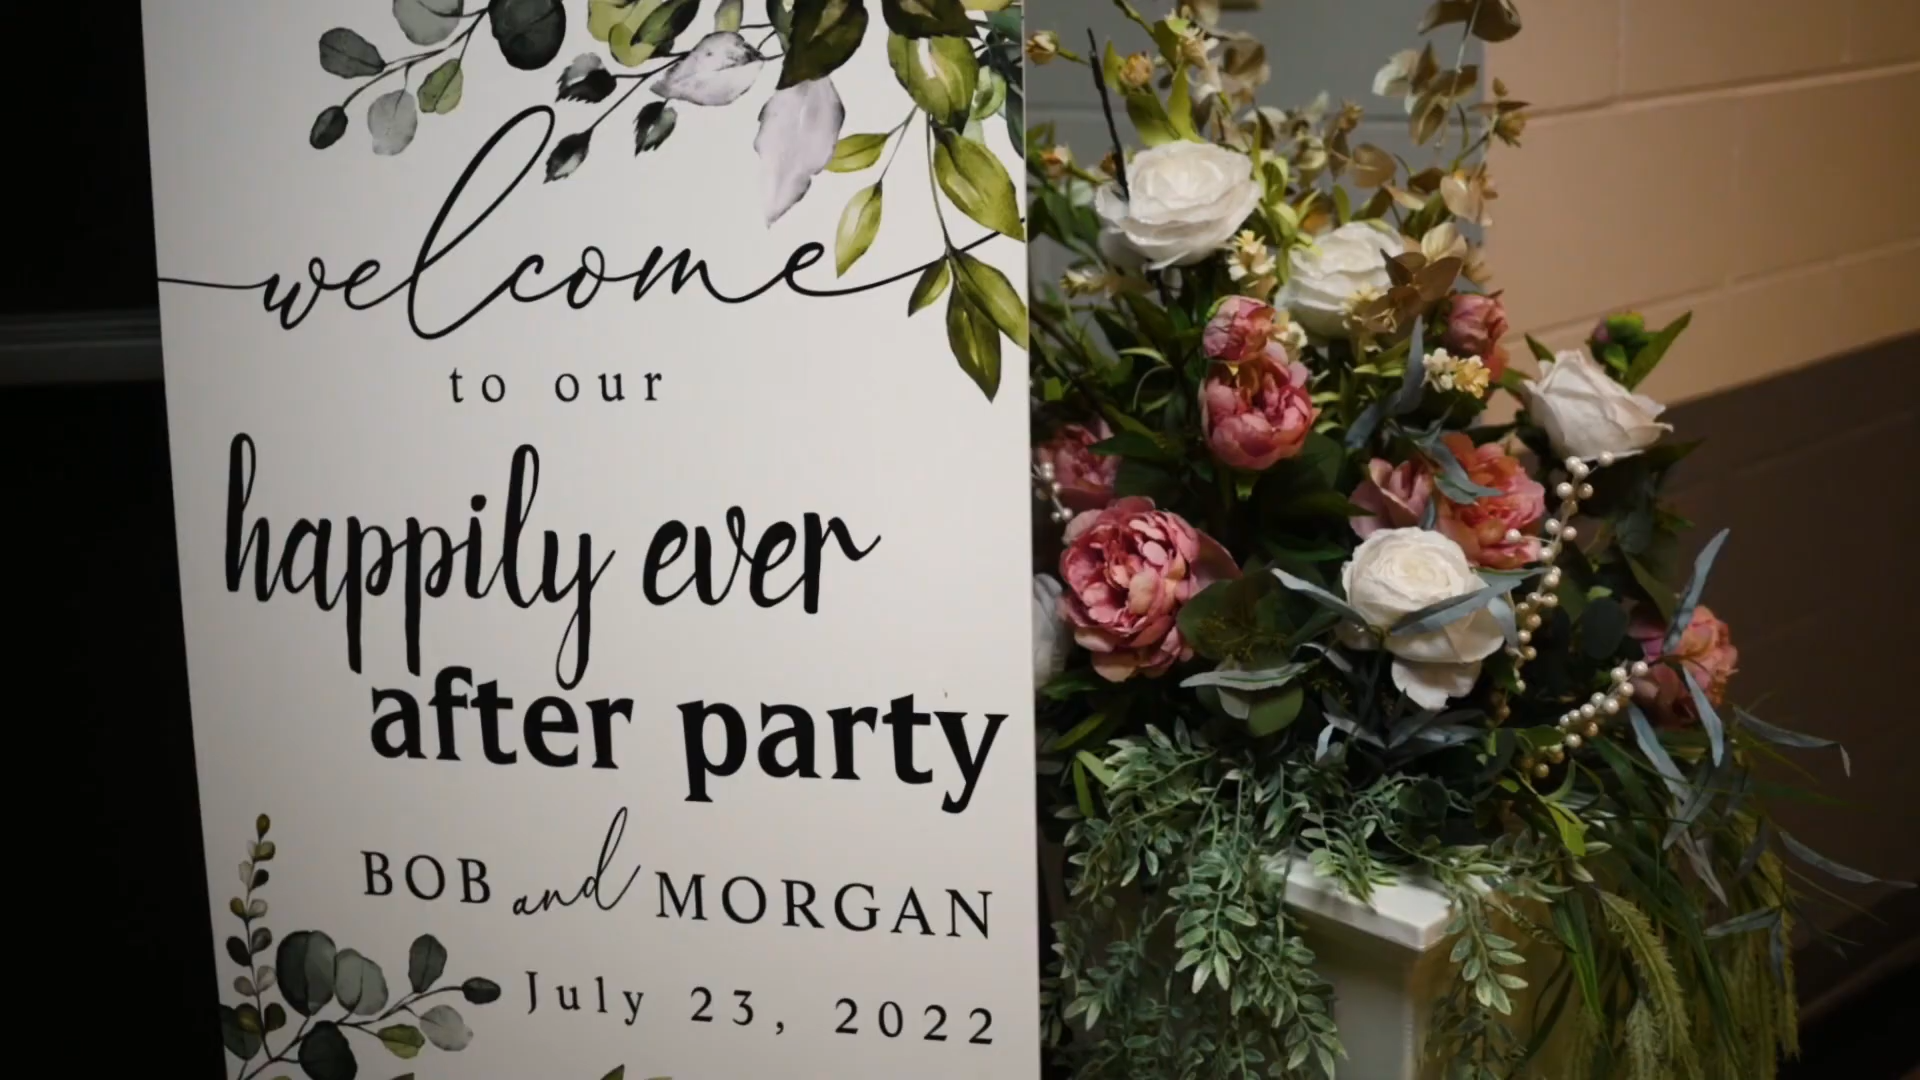 welcome
to our
happily ever
after party
BOB and MORGAN
July 23, 2022